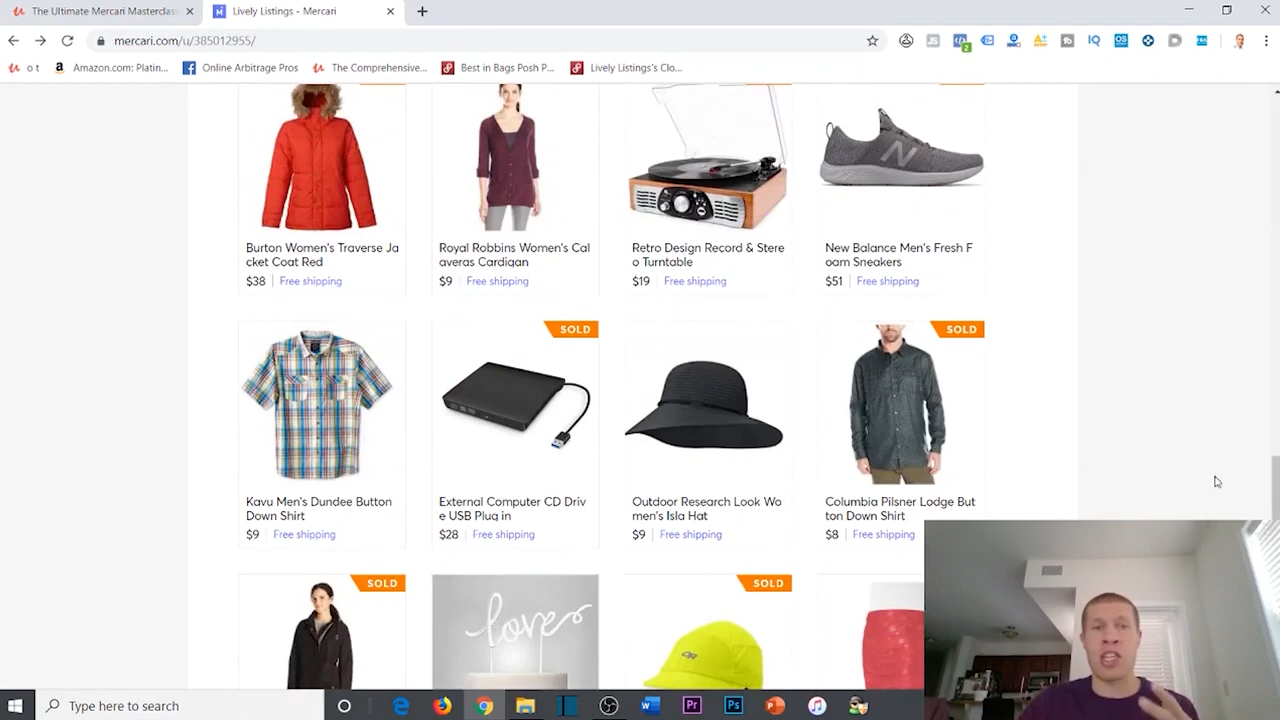 The Ultimate Mercari Masterclass
Lively Listings - Mercari
mercari.com/u/385012955/
o t
Amazon.com: Platin...
Online Arbitrage Pros
The Comprehensive...
Best in Bags Posh P...
Lively Listings's Clo...
Burton Women's Traverse Ja
cket Coat Red
$38 Free shipping
Royal Robbins Women's Cal
averas Cardigan
$9 Free shipping
Retro Design Record & Stere
o Turntable
$19 Free shipping
New Balance Men's Fresh F
oam Sneakers
$51 Free shipping
Kavu Men's Dundee Button
Down Shirt
$9 Free shipping
SOLD
External Computer CD Driv
e USB Plug in
$28 Free shipping
Outdoor Research Look Wo
men's Isla Hat
$9 Free shipping
SOLD
Columbia Pilsner Lodge But
ton Down Shirt
$8 Free shipping
SOLD
love
SOLD
OR
Type here to search